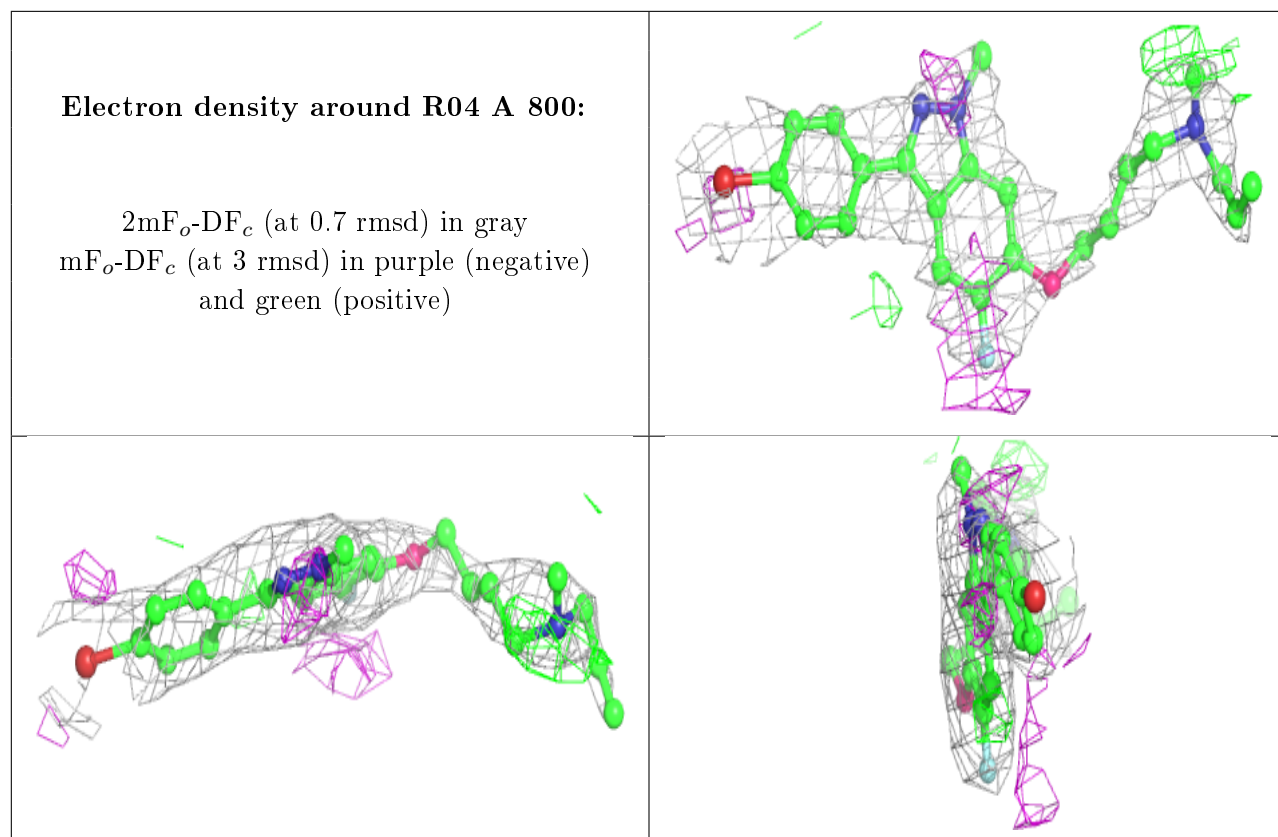 Electron density around R04 A 800:
2mFₒ-DF𝒸 (at 0.7 rmsd) in gray
mFₒ-DF𝒸 (at 3 rmsd) in purple (negative)
and green (positive)